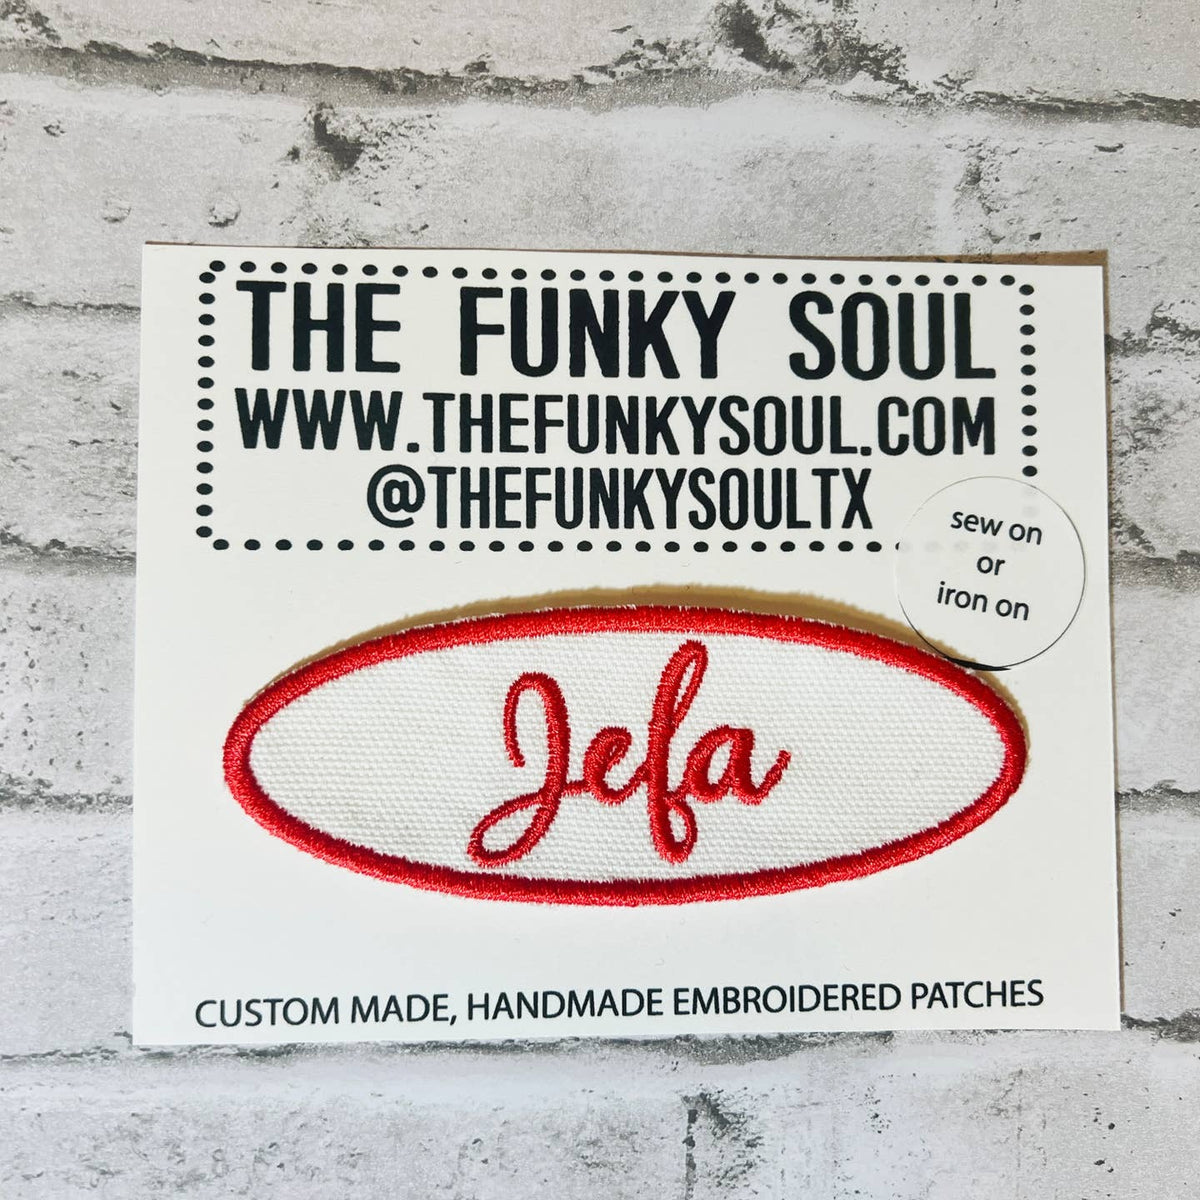 THE FUNKY SOUL
WWW.THEFUNKYSOUL.COM
@THEFUNKYSOULTX
sew on
or
iron on
Jefa
CUSTOM MADE, HANDMADE EMBROIDERED PATCHES